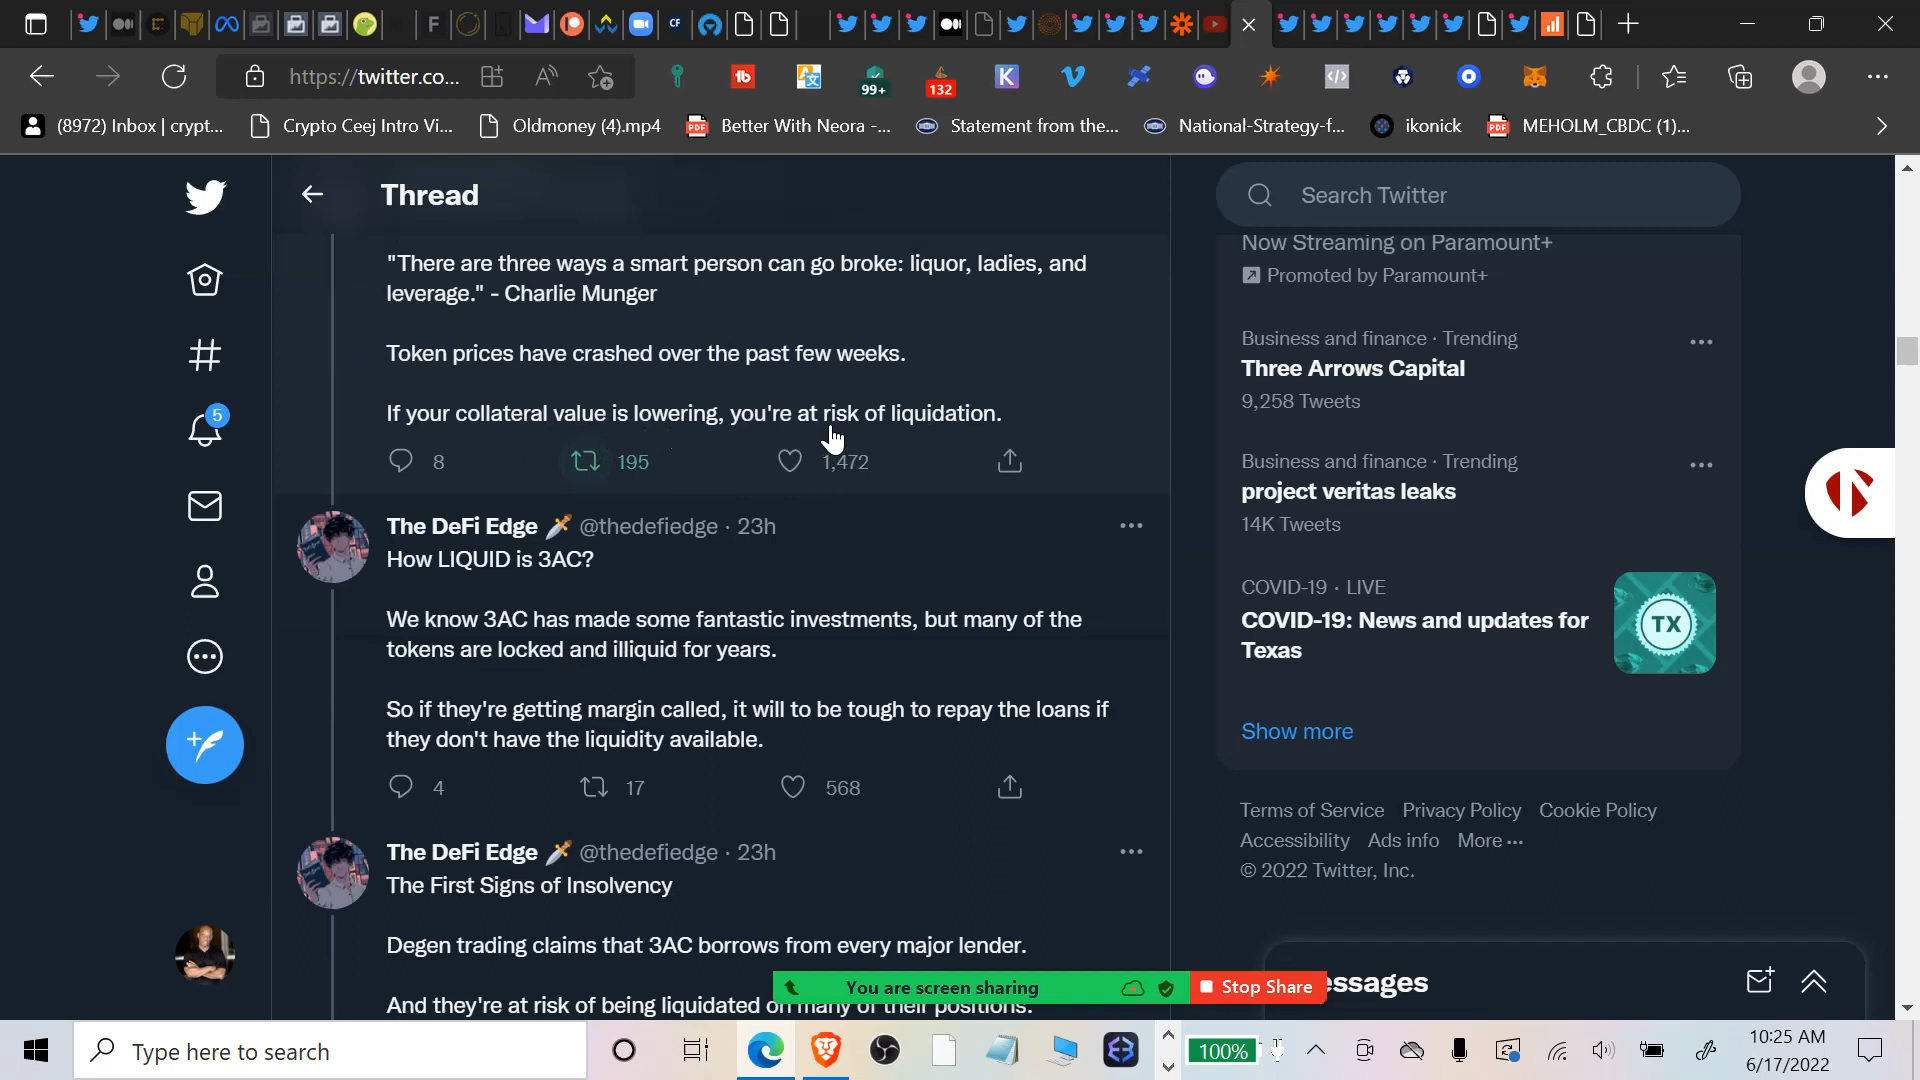 F
CF
https://twitter.co...
A
99+
132
K
(8972) Inbox | crypt...
Crypto Ceej Intro Vi...
Oldmoney (4).mp4
PDF
Better With Neora -...
Statement from the...
National-Strategy-f...
ikonick
PDF
MEHOLM_CBDC (1)...
Thread
Search Twitter
"There are three ways a smart person can go broke: liquor, ladies, and
leverage." - Charlie Munger
Token prices have crashed over the past few weeks.
If your collateral value is lowering, you're at risk of liquidation.
8
195
1,472
The DeFi Edge @thedefiedge · 23h
How LIQUID is 3AC?
We know 3AC has made some fantastic investments, but many of the
tokens are locked and illiquid for years.
So if they're getting margin called, it will to be tough to repay the loans if
they don't have the liquidity available.
4
17
568
The DeFi Edge @thedefiedge · 23h
The First Signs of Insolvency
Degen trading claims that 3AC borrows from every major lender.
And they're at risk of being liquidated on many of their positions.
5
Now Streaming on Paramount+
Promoted by Paramount+
Business and finance · Trending
Three Arrows Capital
9,258 Tweets
Business and finance · Trending
project veritas leaks
14K Tweets
COVID-19 · LIVE
COVID-19: News and updates for
Texas
TX
Show more
Terms of Service Privacy Policy Cookie Policy
Accessibility Ads info More ...
© 2022 Twitter, Inc.
essages
You are screen sharing
Stop Share
Type here to search
100%
10:25 AM
6/17/2022